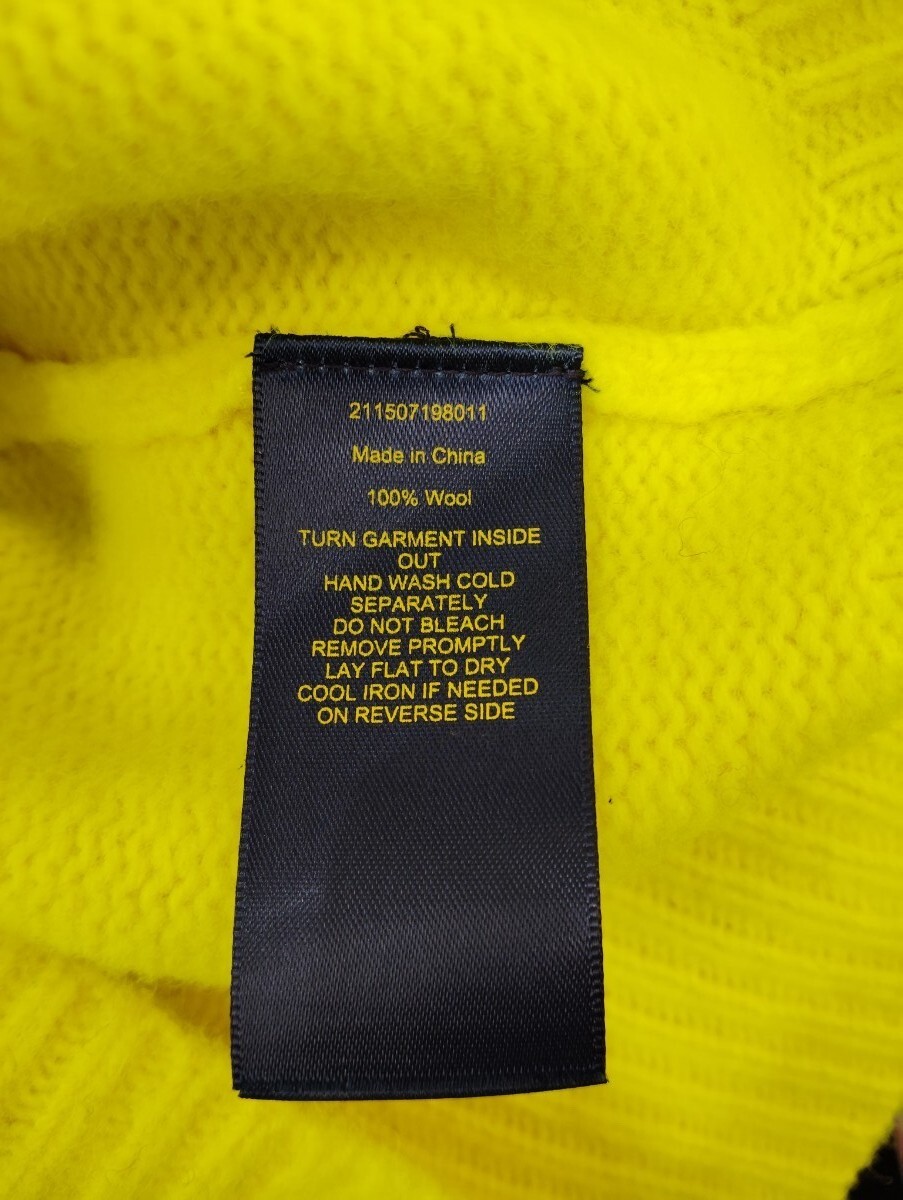 211507198011
Made in China
100% Wool
TURN GARMENT INSIDE
OUT
HAND WASH COLD
SEPARATELY
DO NOT BLEACH
REMOVE PROMPTLY
LAY FLAT TO DRY
COOL IRON IF NEEDED
ON REVERSE SIDE